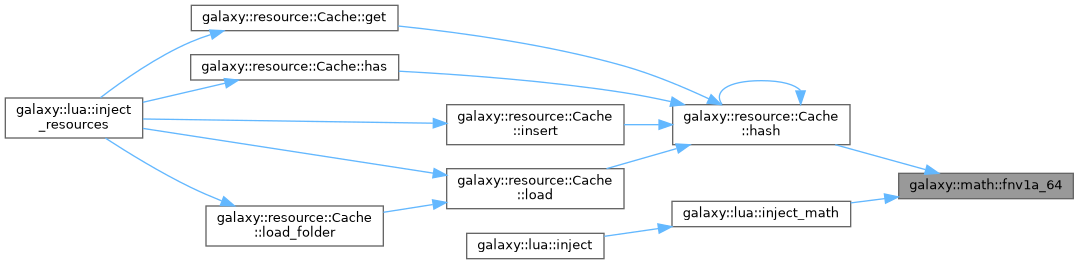 galaxy::resource::Cache::get
galaxy::resource::Cache::has
galaxy::lua::inject
_resources
galaxy::resource::Cache
::insert
galaxy::resource::Cache
::hash
galaxy::resource::Cache
::load
galaxy::math::fnv1a_64
galaxy::resource::Cache
::load_folder
galaxy::lua::inject_math
galaxy::lua::inject